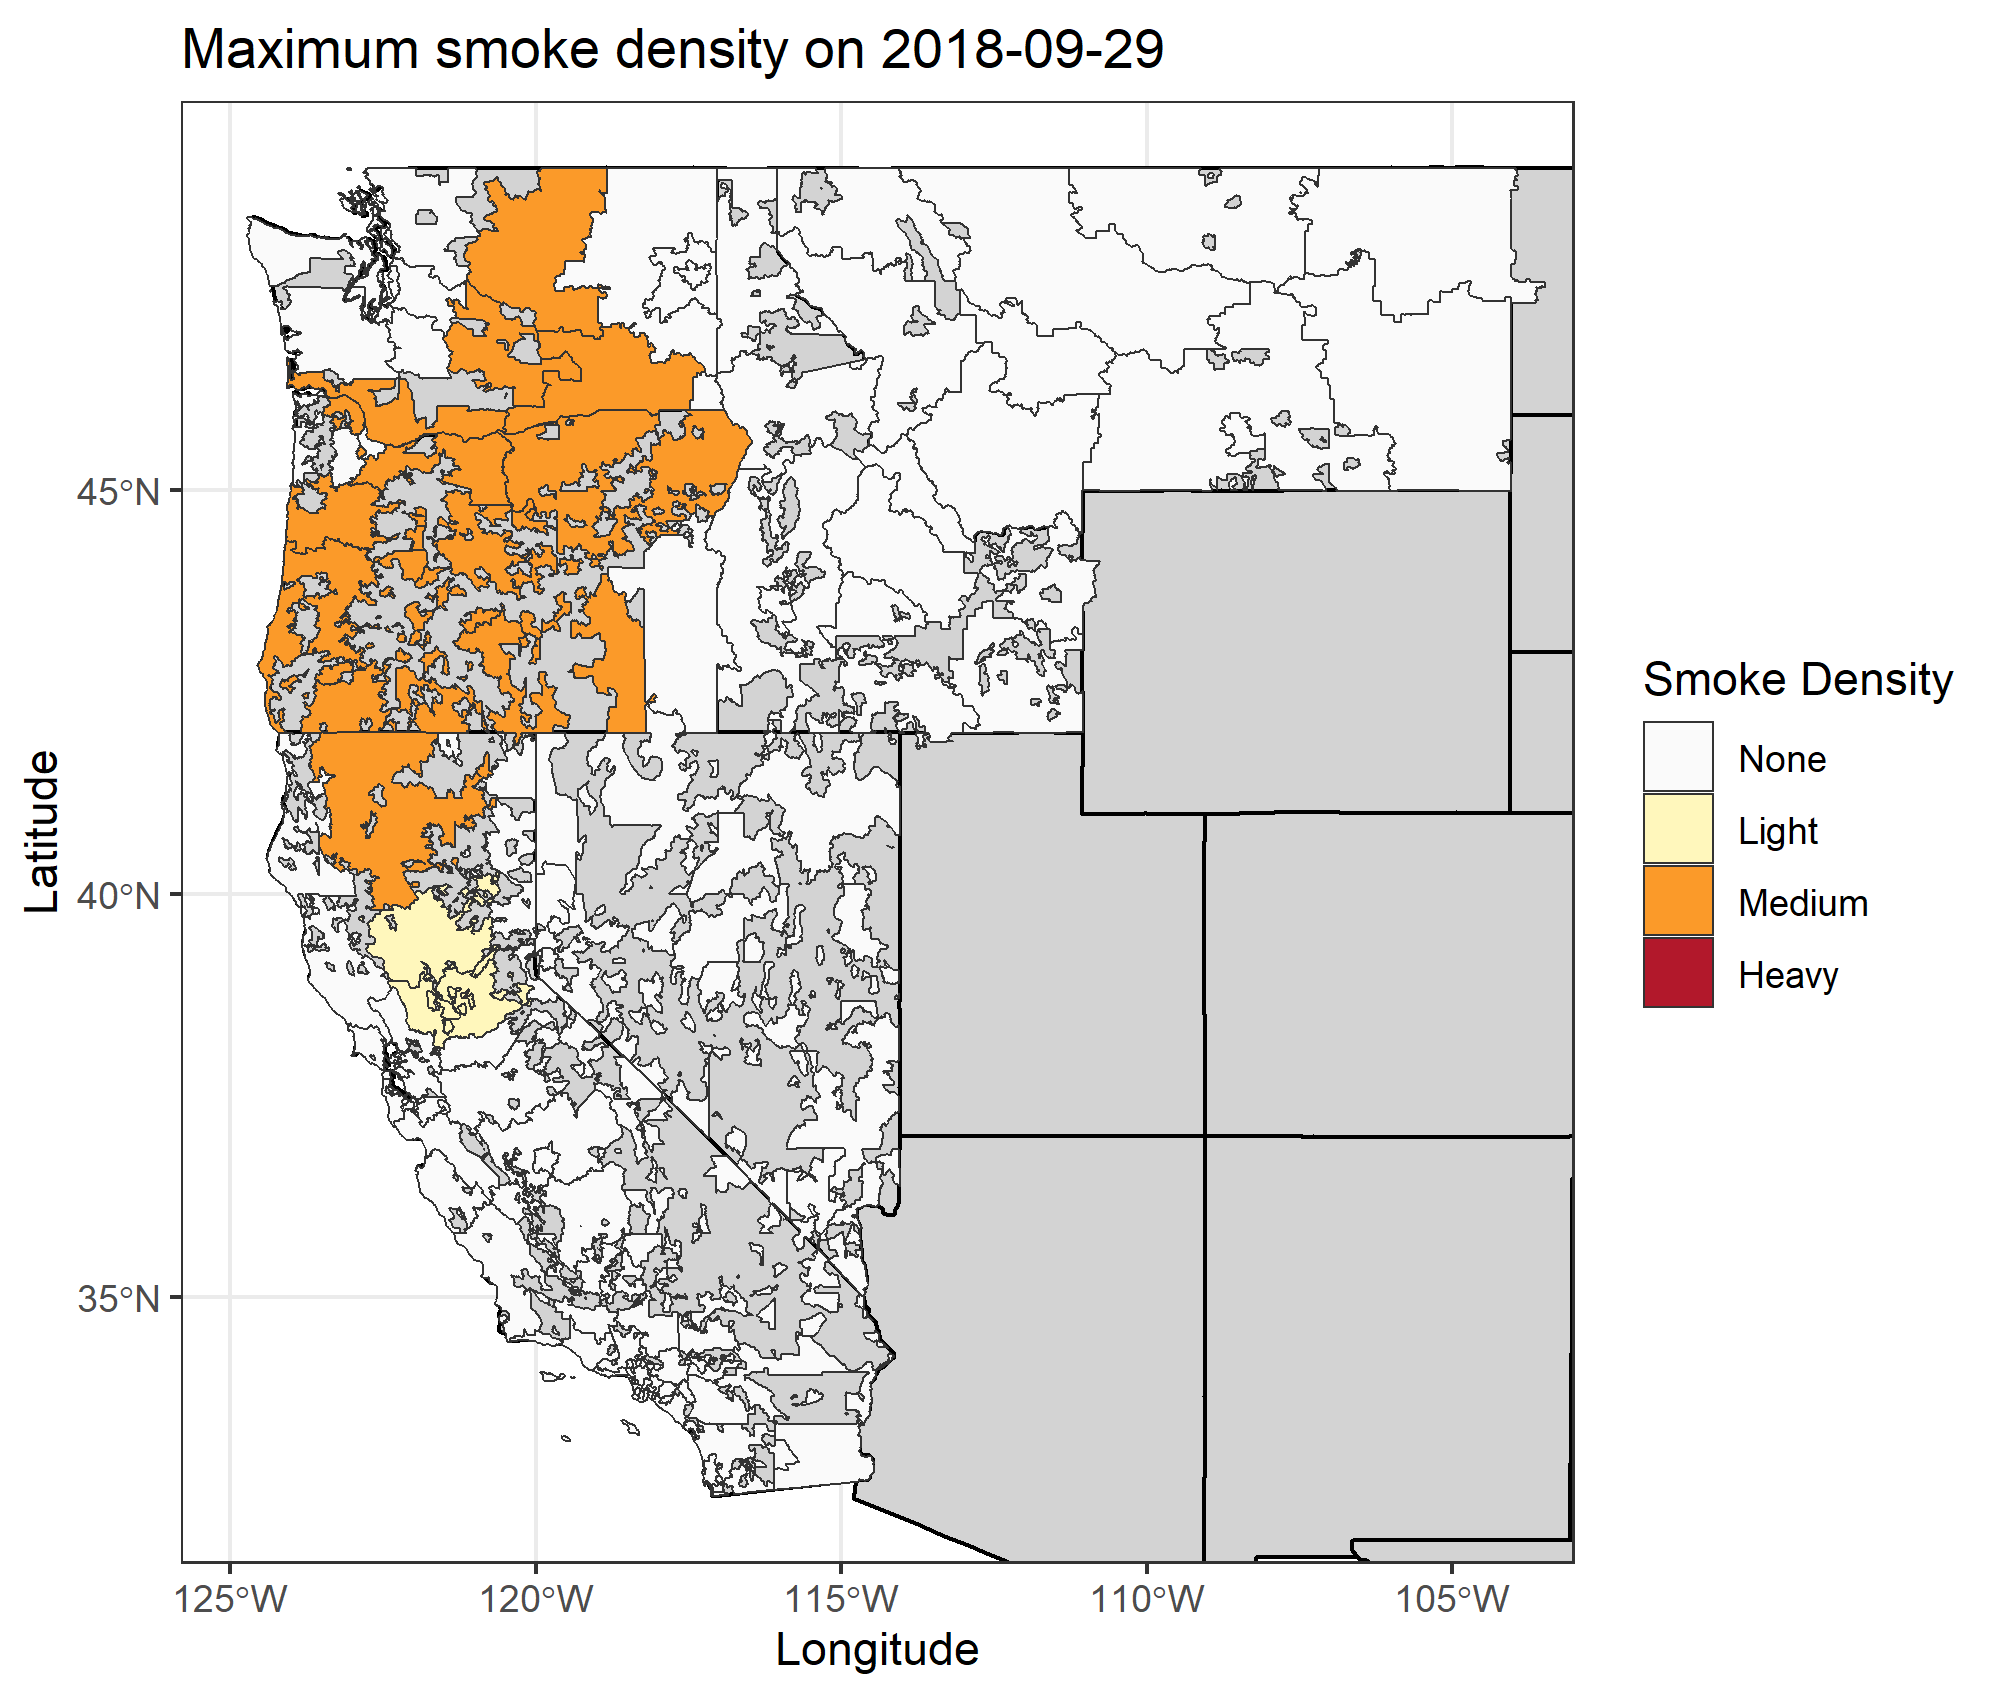 Maximum smoke density on 2018-09-29
Latitude
45°N
40°N
35°N
125°W
120°W
115°W
110°W
105°W
Longitude
Smoke Density
None
Light
Medium
Heavy